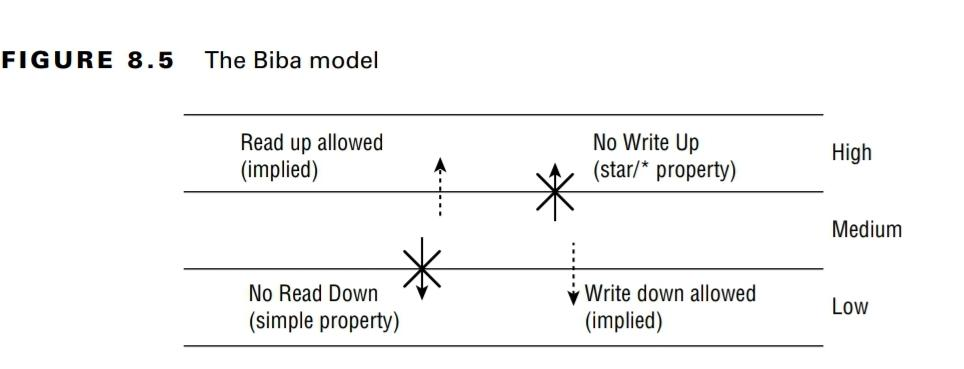 FIGURE 8.5 The Biba model
Read up allowed
(implied)
No Write Up
(star/* property)
High
Medium
No Read Down
(simple property)
Write down allowed
(implied)
Low